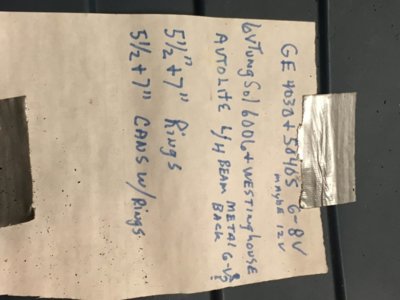 GE 4030 + 5040S 6-8V
MAYBE 12V
6V Tung Sol 6006 + WESTINGHOUSE
AUTOLITE L/H BEAM METAL 6-V?
BACK
5½" + 7" Rings
5½ + 7" CANS W/Rings